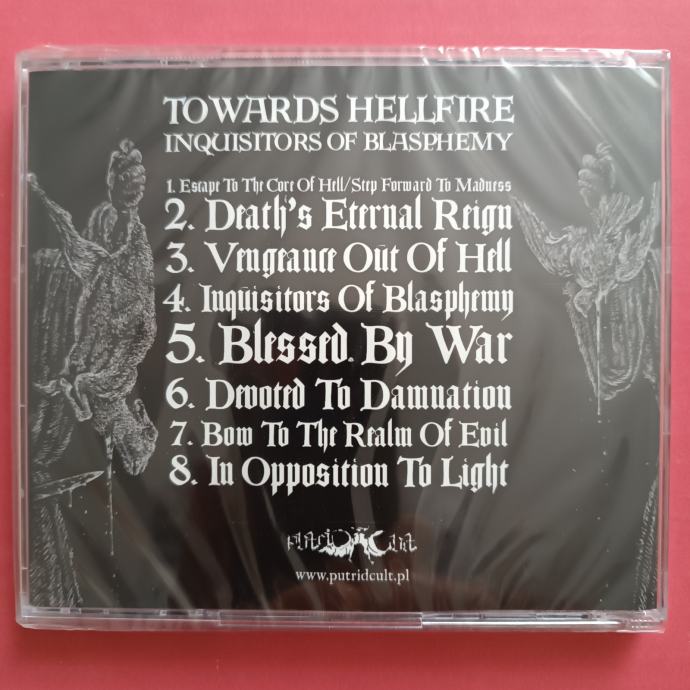 TOWARDS HELLFIRE
INQUISITORS OF BLASPHEMY
1. Escape To The Core Of Hell/Step Forward To Madness
2. Death's Eternal Reign
3. Vengeance Out Of Hell
4. Inquisitors Of Blasphemy
5. Blessed By War
6. Devoted To Damnation
7. Bow To The Realm Of Evil
8. In Opposition To Light
Putrid Cult
www.putridcult.pl